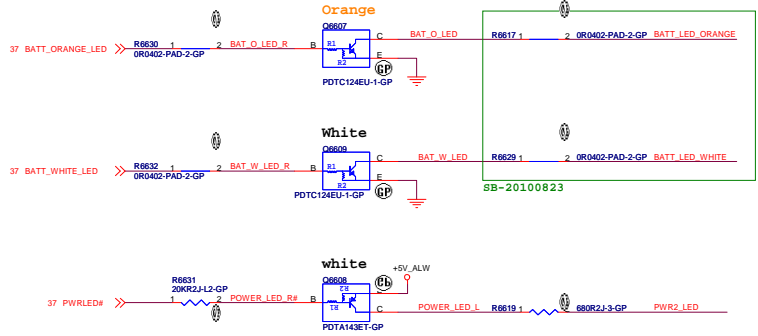 Orange
Q6607
37 BATT_ORANGE_LED R6630 1 2 BAT_O_LED_R B R1 R2 C BAT_O_LED R6617 1 2 0R0402-PAD-2-GP BATT_LED_ORANGE
0R0402-PAD-2-GP
E
GP
PDTC124EU-1-GP
White
Q6609
37 BATT_WHITE_LED R6632 1 2 BAT_W_LED_R B R1 R2 C BAT_W_LED R6629 1 2 0R0402-PAD-2-GP BATT_LED_WHITE
0R0402-PAD-2-GP
E
GP
PDTC124EU-1-GP
SB-20100823
white
Q6608
+5V_ALW
R6631
20KR2J-L2-GP
37 PWRLED# 1 2 POWER_LED_R# B R1 R2 E C POWER_LED_L R6619 1 2 680R2J-3-GP PWR2_LED
GP
PDTA143ET-GP